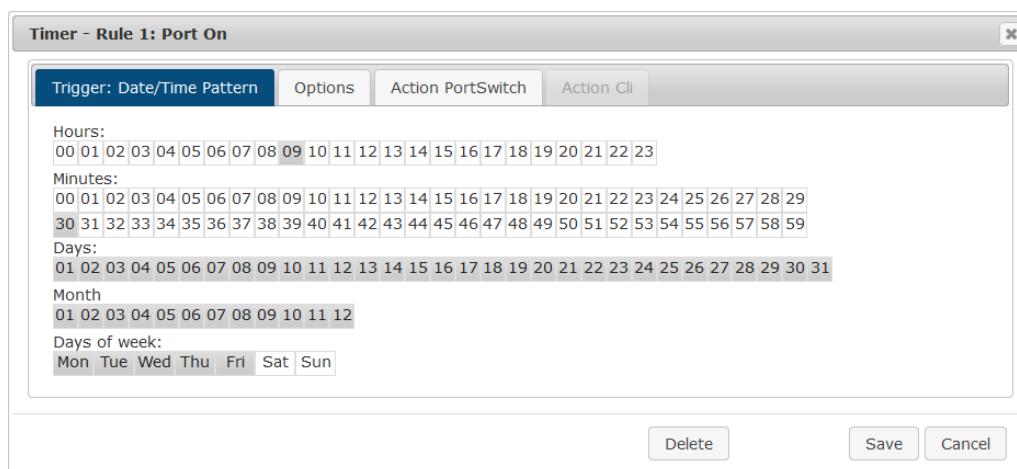 Timer - Rule 1: Port On
Trigger: Date/Time Pattern Options Action PortSwitch Action Cli
Hours:
00 01 02 03 04 05 06 07 08 09 10 11 12 13 14 15 16 17 18 19 20 21 22 23
Minutes:
00 01 02 03 04 05 06 07 08 09 10 11 12 13 14 15 16 17 18 19 20 21 22 23 24 25 26 27 28 29
30 31 32 33 34 35 36 37 38 39 40 41 42 43 44 45 46 47 48 49 50 51 52 53 54 55 56 57 58 59
Days:
01 02 03 04 05 06 07 08 09 10 11 12 13 14 15 16 17 18 19 20 21 22 23 24 25 26 27 28 29 30 31
Month
01 02 03 04 05 06 07 08 09 10 11 12
Days of week:
Mon Tue Wed Thu Fri Sat Sun
Delete Save Cancel